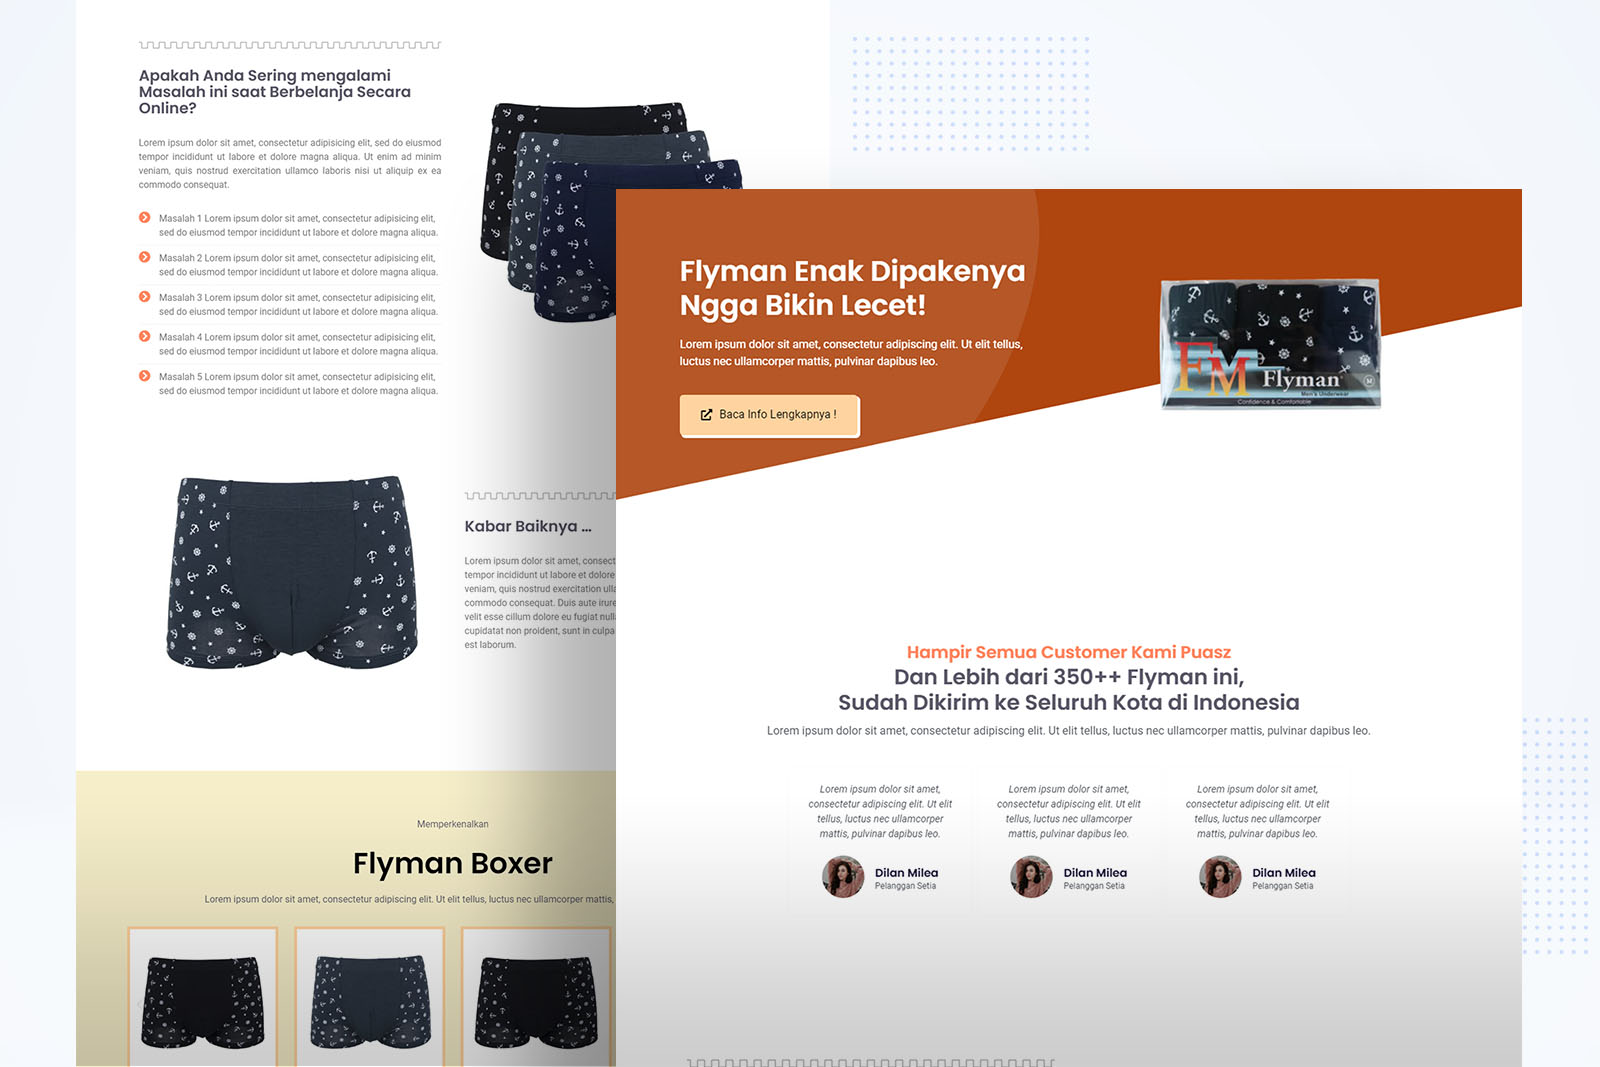 Apakah Anda Sering mengalami
Masalah ini saat Berbelanja Secara
Online?
Lorem ipsum dolor sit amet, consectetur adipisicing elit, sed do eiusmod
tempor incididunt ut labore et dolore magna aliqua. Ut enim ad minim
veniam, quis nostrud exercitation ullamco laboris nisi ut aliquip ex ea
commodo consequat.
Masalah 1 Lorem ipsum dolor sit amet, consectetur adipisicing elit,
sed do eiusmod tempor incididunt ut labore et dolore magna aliqua.
Masalah 2 Lorem ipsum dolor sit amet, consectetur adipisicing elit,
sed do eiusmod tempor incididunt ut labore et dolore magna aliqua.
Masalah 3 Lorem ipsum dolor sit amet, consectetur adipisicing elit,
sed do eiusmod tempor incididunt ut labore et dolore magna aliqua.
Masalah 4 Lorem ipsum dolor sit amet, consectetur adipisicing elit,
sed do eiusmod tempor incididunt ut labore et dolore magna aliqua.
Masalah 5 Lorem ipsum dolor sit amet, consectetur adipisicing elit,
sed do eiusmod tempor incididunt ut labore et dolore magna aliqua.
Kabar Baiknya ...
Lorem ipsum dolor sit amet, consect
tempor incididunt ut labore et dolore
veniam, quis nostrud exercitation ulla
commodo consequat. Duis aute irure
velit esse cillum dolore eu fugiat null
cupidatat non proident, sunt in culpa
est laborum.
Memperkenalkan
Flyman Boxer
Lorem ipsum dolor sit amet, consectetur adipiscing elit. Ut elit tellus, luctus nec ullamcorper mattis,
Flyman Enak Dipakenya
Ngga Bikin Lecet!
Lorem ipsum dolor sit amet, consectetur adipiscing elit. Ut elit tellus,
luctus nec ullamcorper mattis, pulvinar dapibus leo.
Baca Info Lengkapnya !
FM
Flyman
M
Men's Underwear
Confidence & Comfortable
Hampir Semua Customer Kami Puasz
Dan Lebih dari 350++ Flyman ini,
Sudah Dikirim ke Seluruh Kota di Indonesia
Lorem ipsum dolor sit amet, consectetur adipiscing elit. Ut elit tellus, luctus nec ullamcorper mattis, pulvinar dapibus leo.
Lorem ipsum dolor sit amet,
consectetur adipiscing elit. Ut elit
tellus, luctus nec ullamcorper
mattis, pulvinar dapibus leo.
Dilan Milea
Pelanggan Setia
Lorem ipsum dolor sit amet,
consectetur adipiscing elit. Ut elit
tellus, luctus nec ullamcorper
mattis, pulvinar dapibus leo.
Dilan Milea
Pelanggan Setia
Lorem ipsum dolor sit amet,
consectetur adipiscing elit. Ut elit
tellus, luctus nec ullamcorper
mattis, pulvinar dapibus leo.
Dilan Milea
Pelanggan Setia